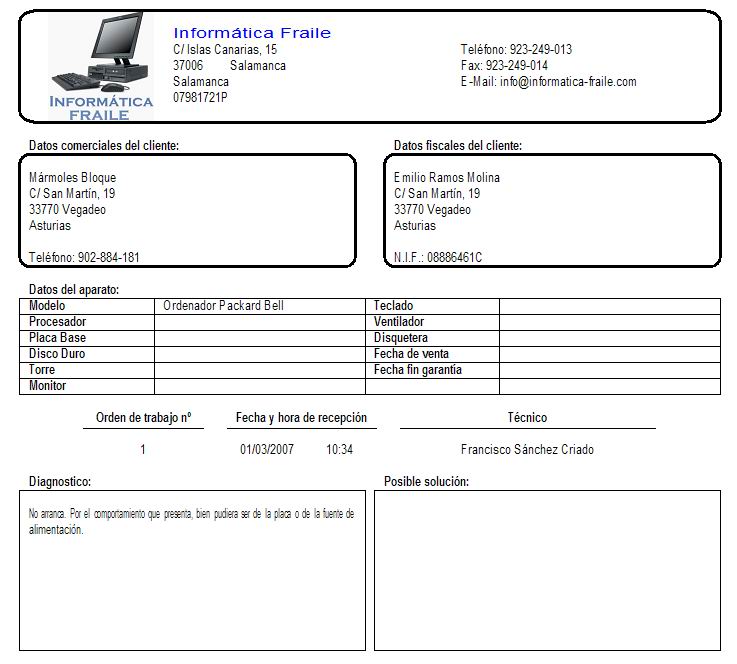 INFORMÁTICA
FRAILE
Informática Fraile
C/ Islas Canarias, 15
37006 Salamanca
Salamanca
07981721P
Teléfono: 923-249-013
Fax: 923-249-014
E-Mail: info@informatica-fraile.com
Datos comerciales del cliente:
Mármoles Bloque
C/ San Martín, 19
33770 Vegadeo
Asturias
Teléfono: 902-884-181
Datos fiscales del cliente:
Emilio Ramos Molina
C/ San Martín, 19
33770 Vegadeo
Asturias
N.I.F.: 08886461C
Datos del aparato:
Modelo Ordenador Packard Bell Teclado
Procesador Ventilador
Placa Base Disquetera
Disco Duro Fecha de venta
Torre Fecha fin garantía
Monitor
Orden de trabajo nº Fecha y hora de recepción Técnico
1 01/03/2007 10:34 Francisco Sánchez Criado
Diagnostico:
No arranca. Por el comportamiento que presenta, bien pudiera ser de la placa o de la fuente de
alimentación.
Posible solución: